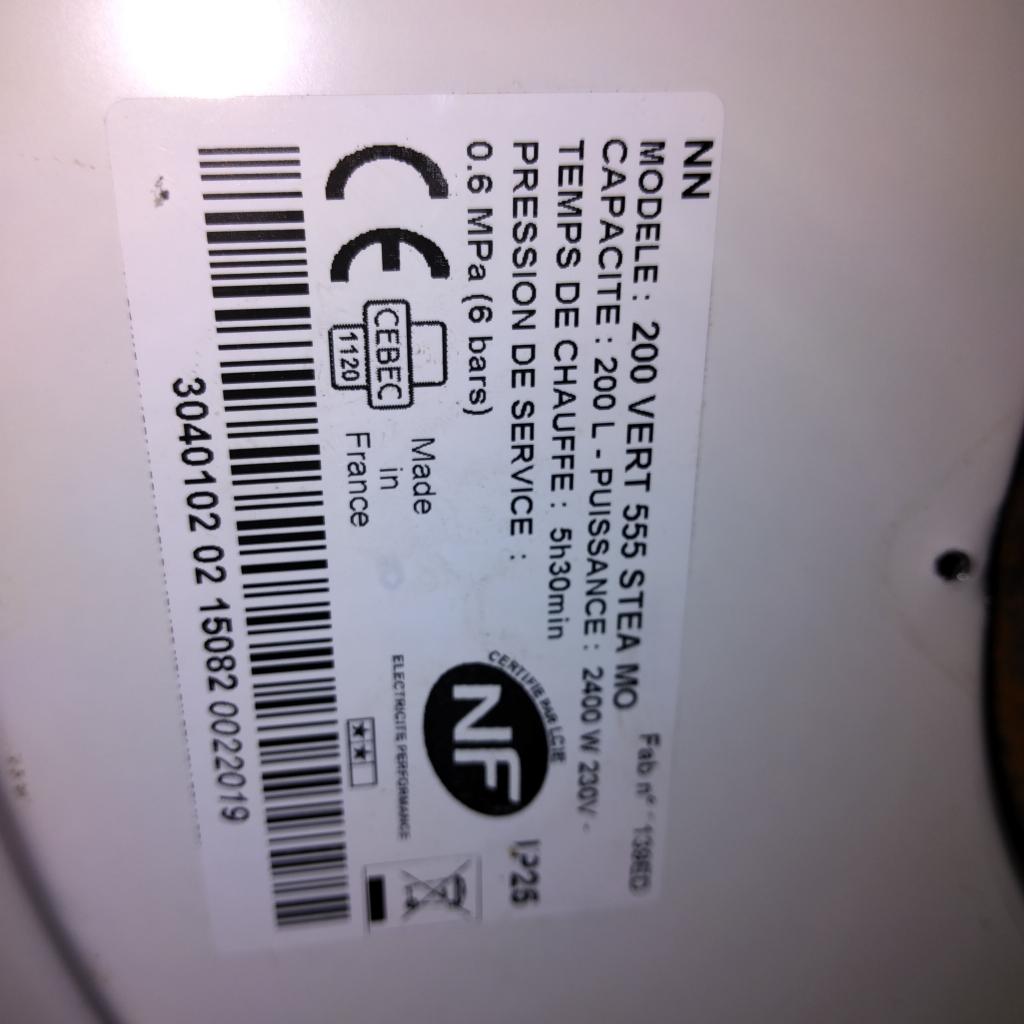 NN
MODELE : 200 VERT 555 STEA MO Fab n° 1386ED
CAPACITE : 200 L - PUISSANCE : 2400 W 230V~
TEMPS DE CHAUFFE : 5h30min
PRESSION DE SERVICE :
0.6 MPa (6 bars)
IP25
CE
CEBEC
1120
Made
in
France
CERTIFIE PAR LCIE
NF
ELECTRICITE PERFORMANCE
3040102 02 15082 0022019